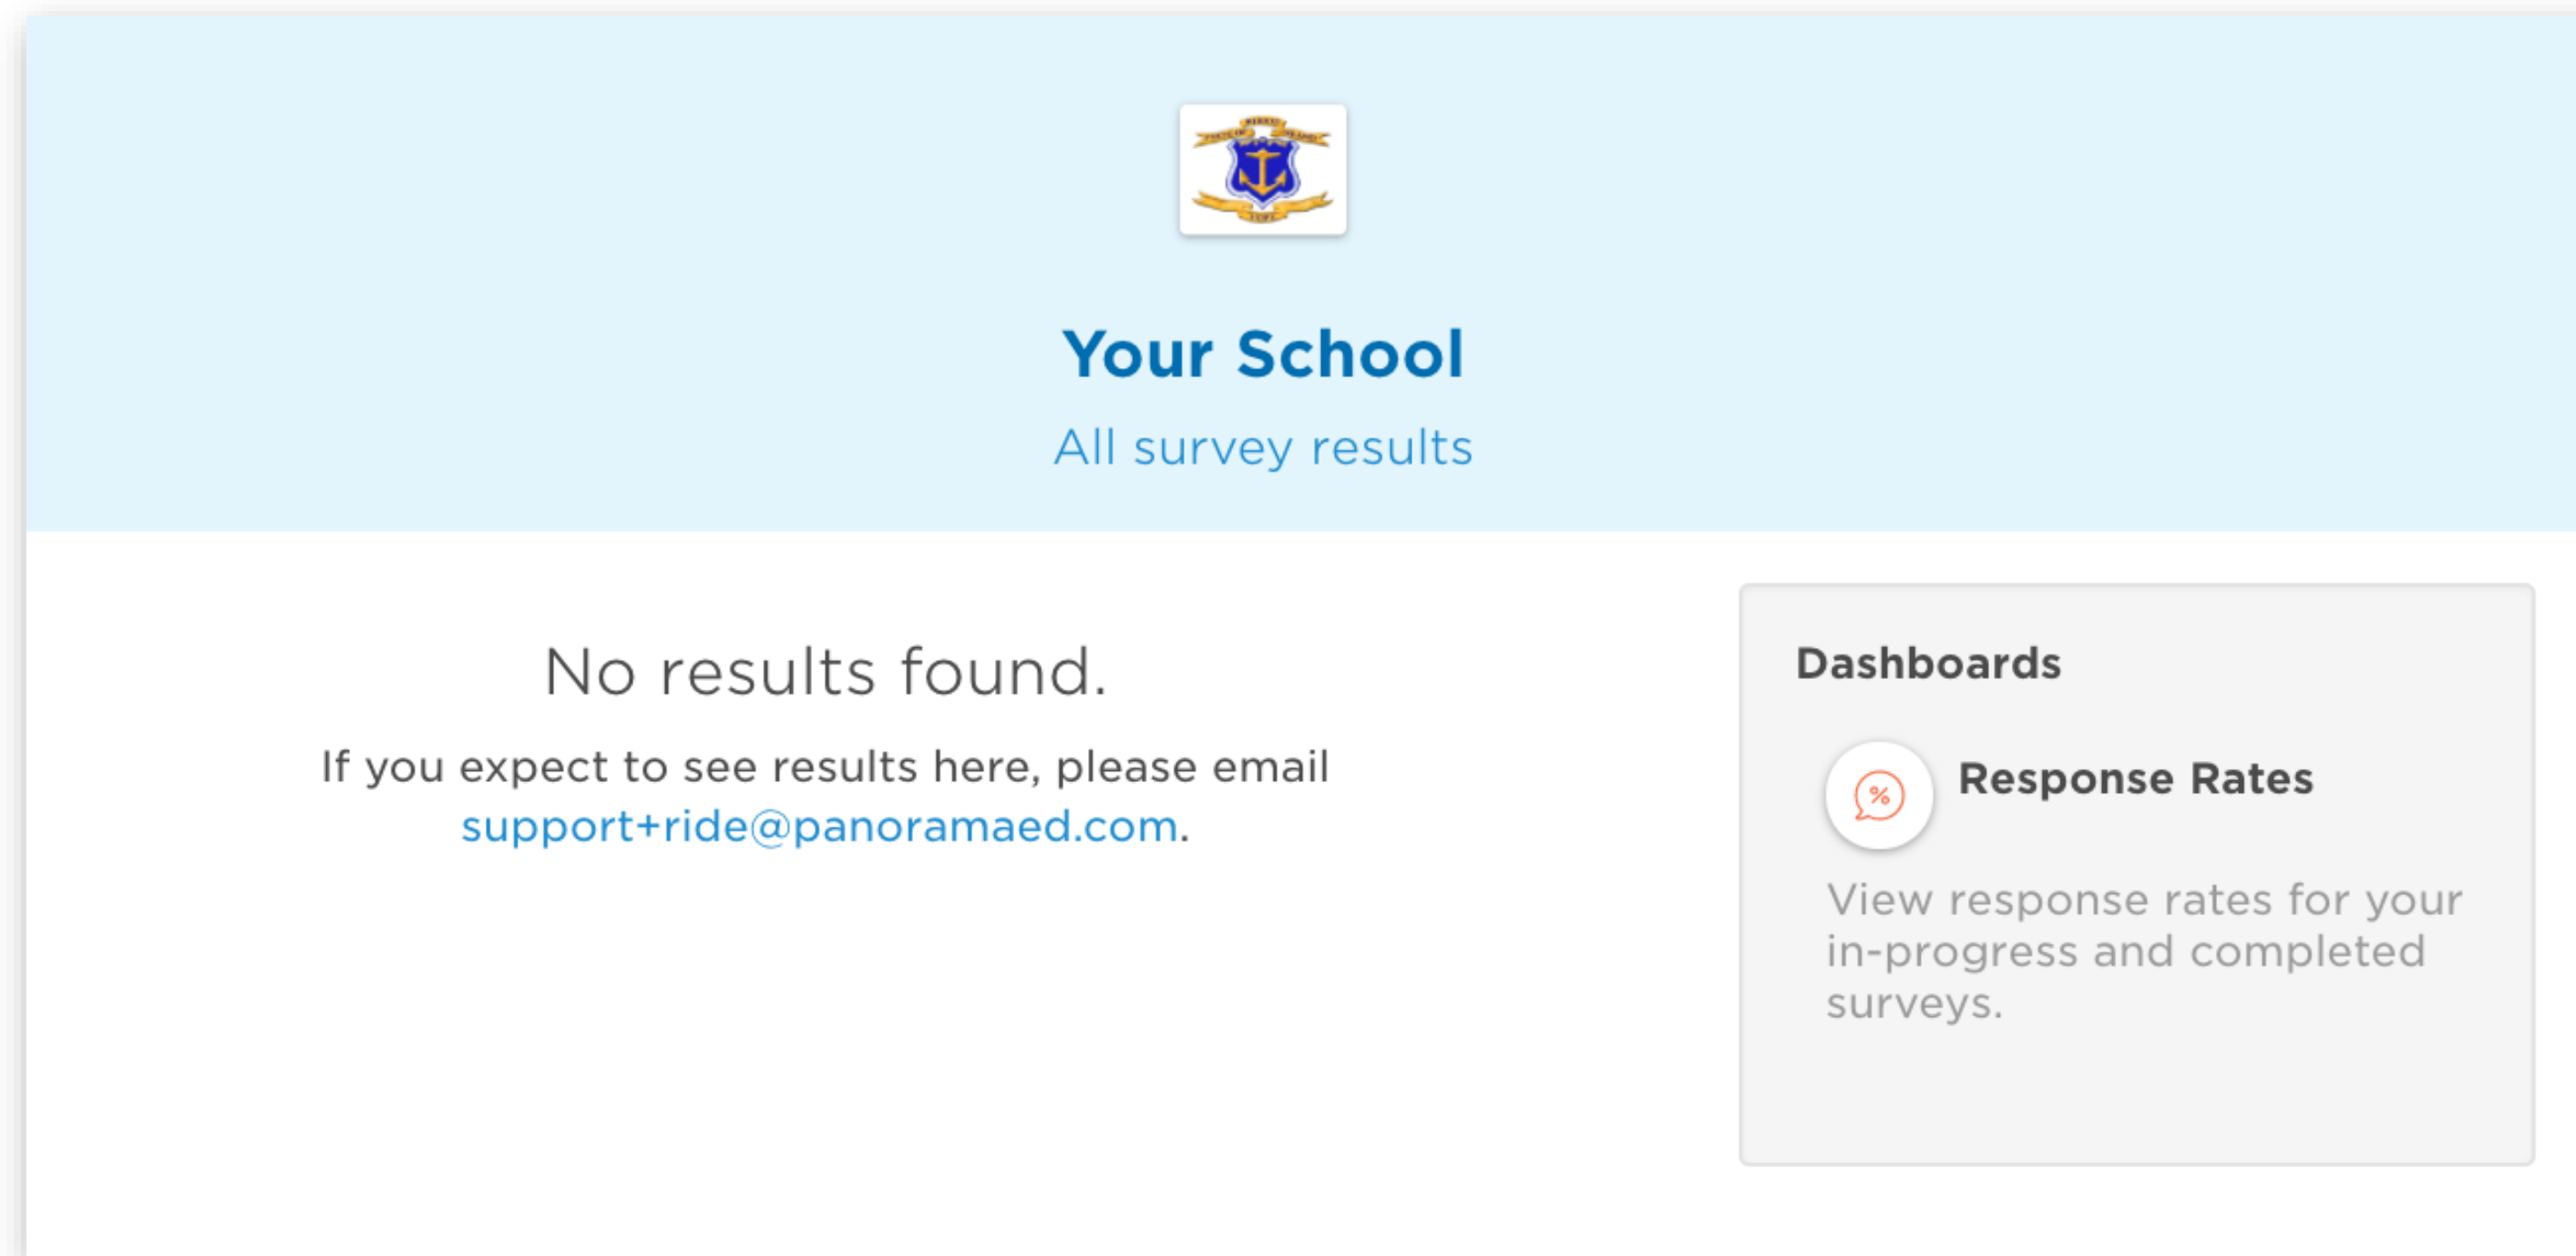 Your School
All survey results
No results found.
If you expect to see results here, please email
support+ride@panoramaed.com.
Dashboards
%
Response Rates
View response rates for your
in-progress and completed
surveys.